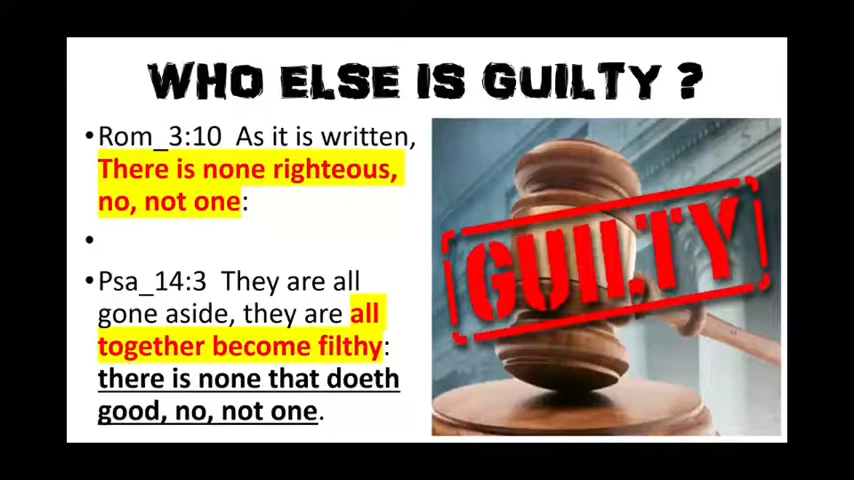 WHO ELSE IS GUILTY ?
•Rom_3:10 As it is written,
There is none righteous,
no, not one:
•
•Psa_14:3 They are all
gone aside, they are all
together become filthy:
there is none that doeth
good, no, not one.
GUILTY